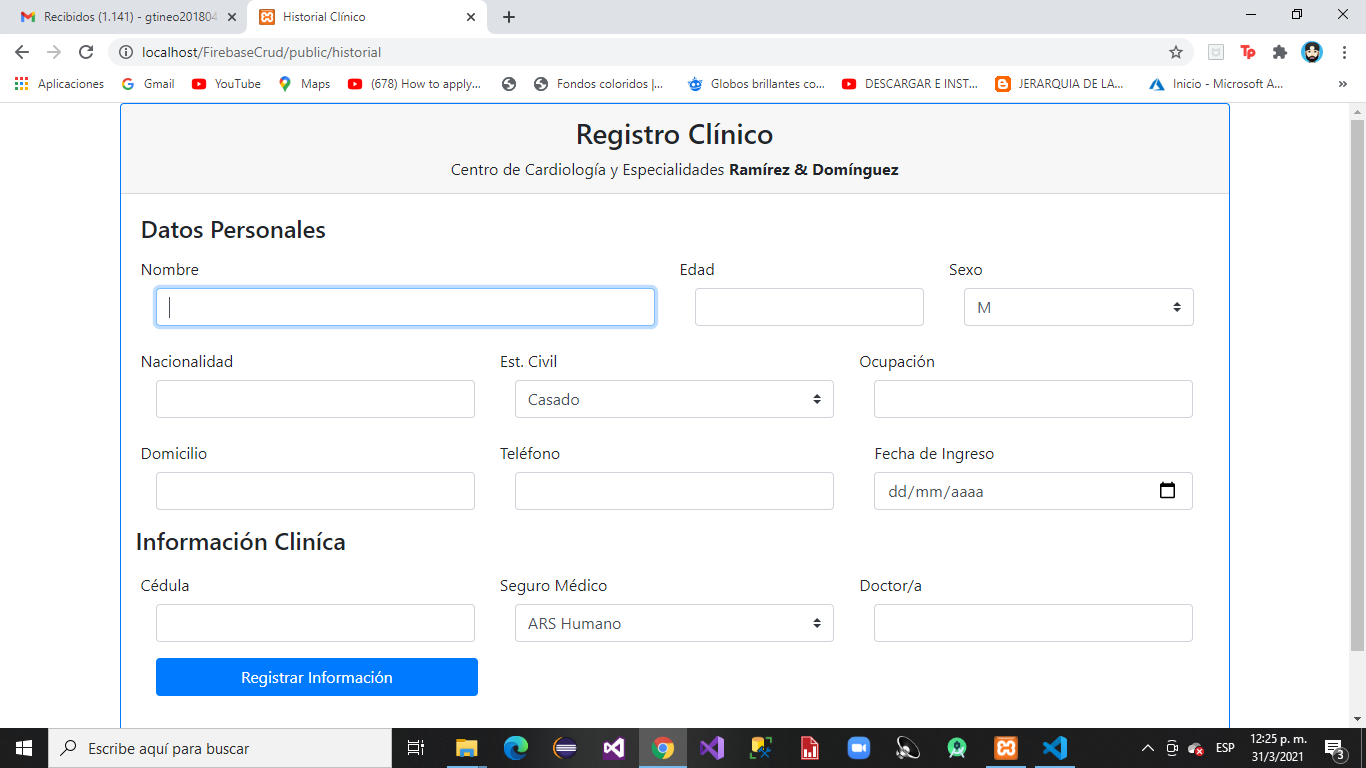 Recibidos (1.141) - gtineo201804
Historial Clínico
localhost/FirebaseCrud/public/historial
Aplicaciones Gmail YouTube Maps (678) How to apply... Fondos coloridos |... Globos brillantes co... DESCARGAR E INST... JERARQUIA DE LA... Inicio - Microsoft A... »
Registro Clínico
Centro de Cardiología y Especialidades Ramírez & Domínguez
Datos Personales
Nombre Edad Sexo
M
Nacionalidad Est. Civil Ocupación
Casado
Domicilio Teléfono Fecha de Ingreso
dd/mm/aaaa
Información Cliníca
Cédula Seguro Médico Doctor/a
ARS Humano
Registrar Información
Escribe aquí para buscar
ESP
12:25 p. m.
31/3/2021
3